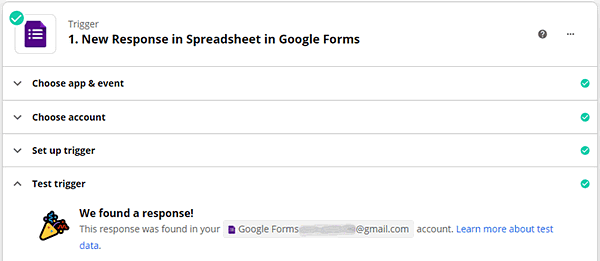 Trigger
1. New Response in Spreadsheet in Google Forms
Choose app & event
Choose account
Set up trigger
Test trigger
We found a response!
This response was found in your Google Forms @gmail.com account. Learn more about test
data.